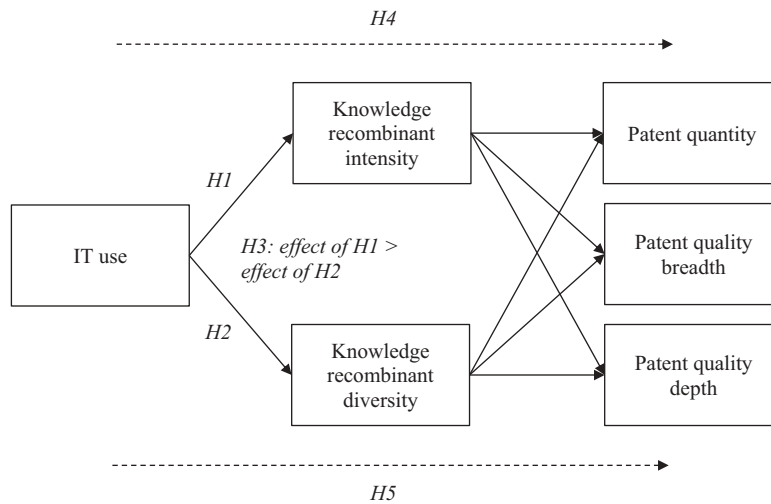 H4
Knowledge
recombinant
intensity
Patent quantity
H1
IT use
H3: effect of H1 >
effect of H2
Patent quality
breadth
H2
Knowledge
recombinant
diversity
Patent quality
depth
H5